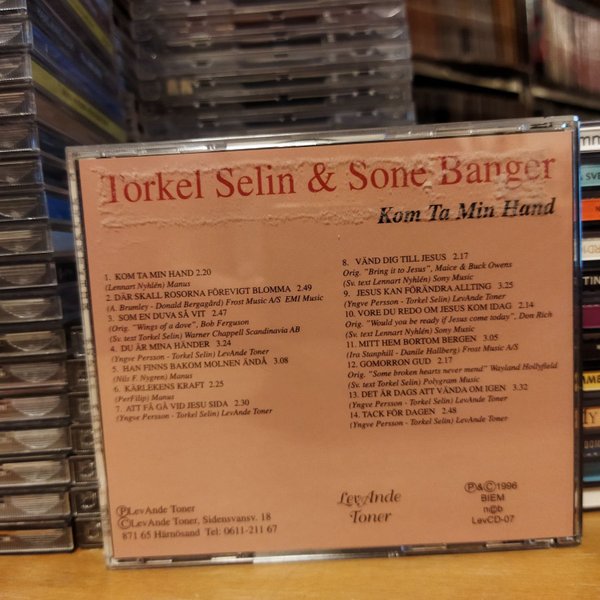 Torkel Selin & Sone Banger
Kom Ta Min Hand
1. KOM TA MIN HAND 2.20
(Lennart Nyhlén) Manus
2. DÄR SKALL ROSORNA FÖREVIGT BLOMMA 2.49
(A. Brumley - Donald Bergagård) Frost Music A/S EMI Music
3. SOM EN DUVA SÅ VIT 2.47
(Orig. "Wings of a dove", Bob Ferguson)
(Sv. text Torkel Selin) Warner Chappell Scandinavia AB
4. DU ÄR MINA HÄNDER 3.24
(Yngve Persson - Torkel Selin) LevAnde Toner
5. HAN FINNS BAKOM MOLNEN ÄNDÅ 3.08
(Nils F. Nygren) Manus
6. KÄRLEKENS KRAFT 2.25
(PerFilip) Manus
7. ATT FÅ GÅ VID JESU SIDA 2.30
(Yngve Persson - Torkel Selin) LevAnde Toner
8. VÄND DIG TILL JESUS 2.17
Orig. "Bring it to Jesus", Maice & Buck Owens
(Sv. text Lennart Nyhlén) Sony Music
9. JESUS KAN FÖRÄNDRA ALLTING 3.25
(Yngve Persson - Torkel Selin) LevAnde Toner
10. VORE DU REDO OM JESUS KOM IDAG 2.14
Orig. "Would you be ready if Jesus come today", Don Rich
(Sv. text Lennart Nyhlén) Sony Music
11. MITT HEM BORTOM BERGEN 3.05
(Ira Stanphill - Danile Hallberg) Frost Music A/S
12. GOMORRON GUD 2.17
Orig. "Some broken hearts never mend" Wayland Hollyfield
(Sv. text Torkel Selin) Polygram Music
13. DET ÄR DAGS ATT VÄNDA OM IGEN 3.32
(Yngve Persson - Torkel Selin) LevAnde Toner
14. TACK FÖR DAGEN 2.48
(Yngve Persson - Torkel Selin) LevAnde Toner
ⓅLevAnde Toner
©LevAnde Toner, Sidensvansv. 18
871 65 Härnösand Tel: 0611-211 67
LevAnde
Toner
Ⓟ&©1996
BIEM
n©b
LevCD-07